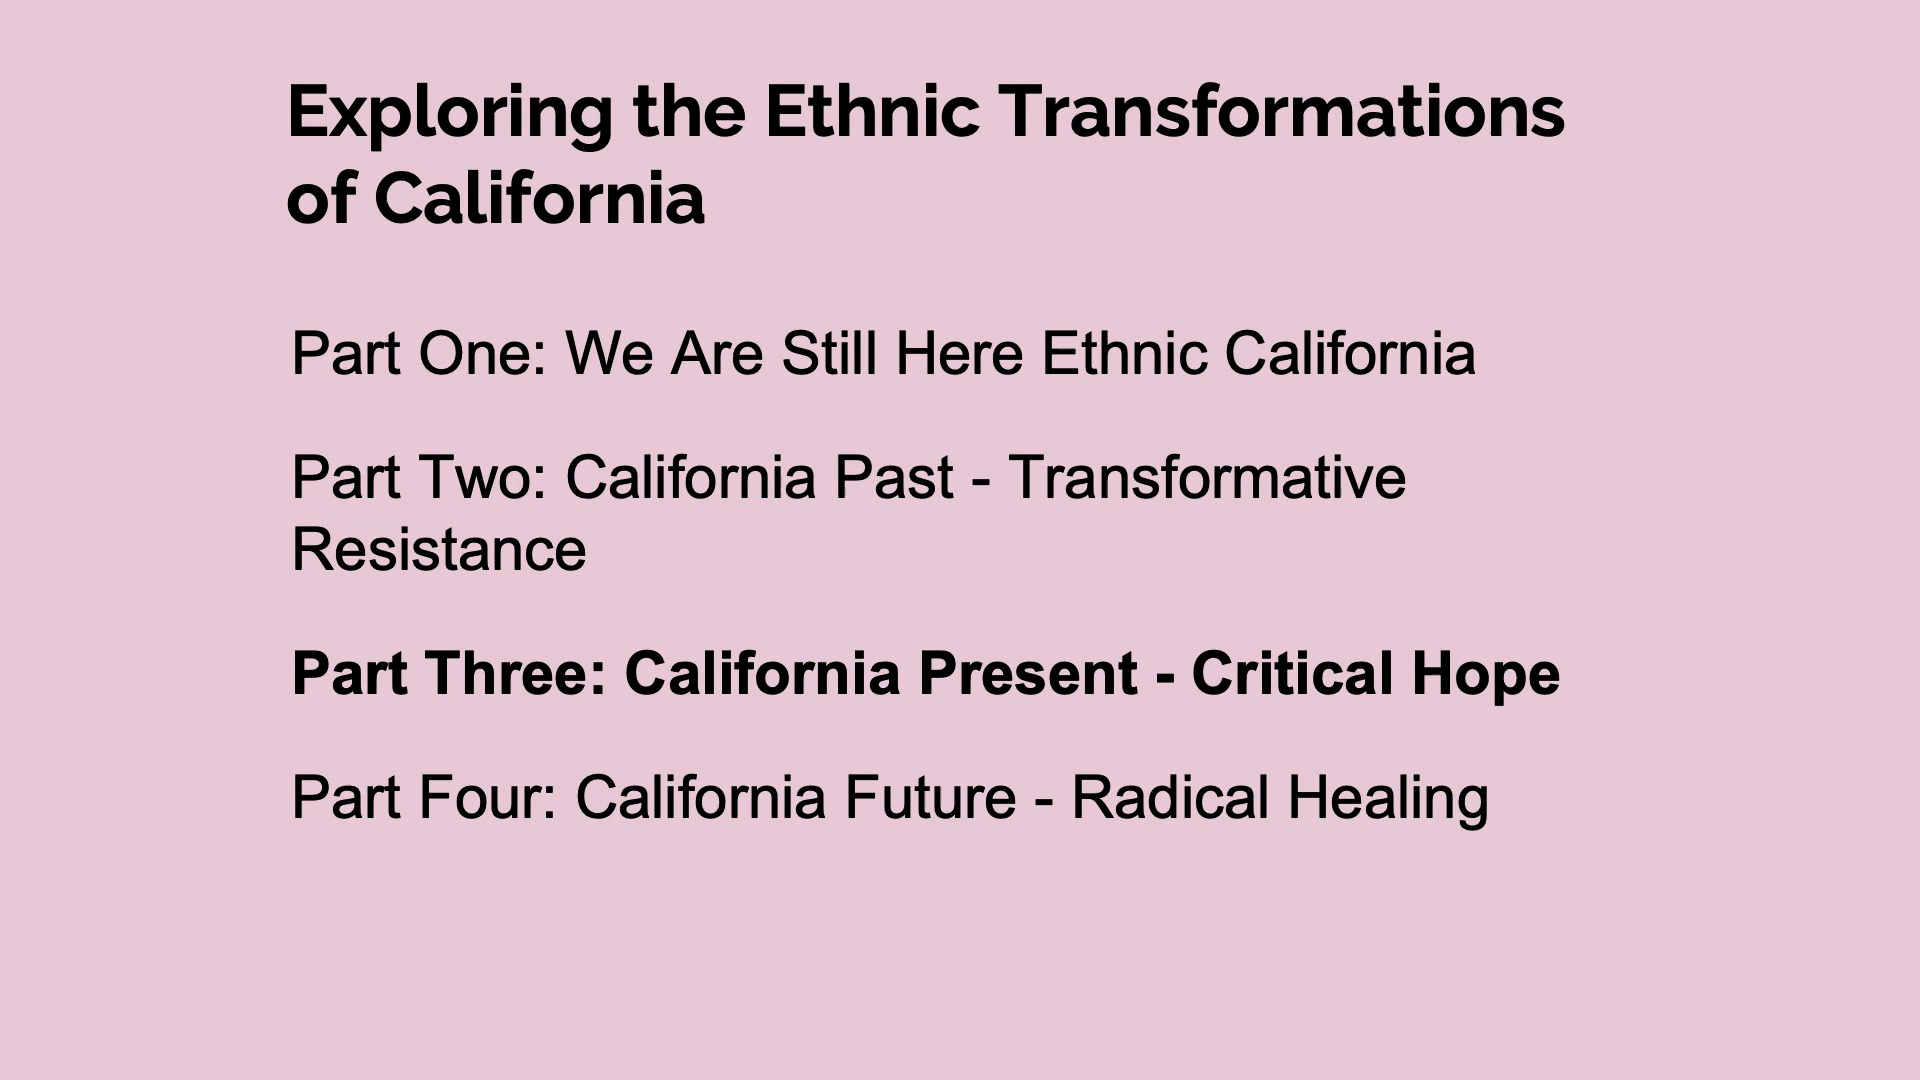 Exploring the Ethnic Transformations
of California
Part One: We Are Still Here Ethnic California
Part Two: California Past - Transformative
Resistance
Part Three: California Present - Critical Hope
Part Four: California Future - Radical Healing